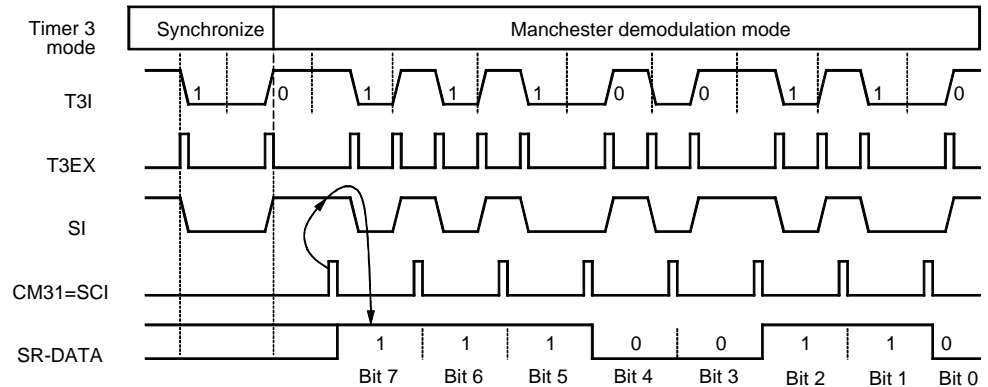 Timer 3
mode
Synchronize
Manchester demodulation mode
T3I
1 0 1 1 1 0 0 1 1 0
T3EX
SI
CM31=SCI
SR-DATA
1 1 1 0 0 1 1 0
Bit 7 Bit 6 Bit 5 Bit 4 Bit 3 Bit 2 Bit 1 Bit 0